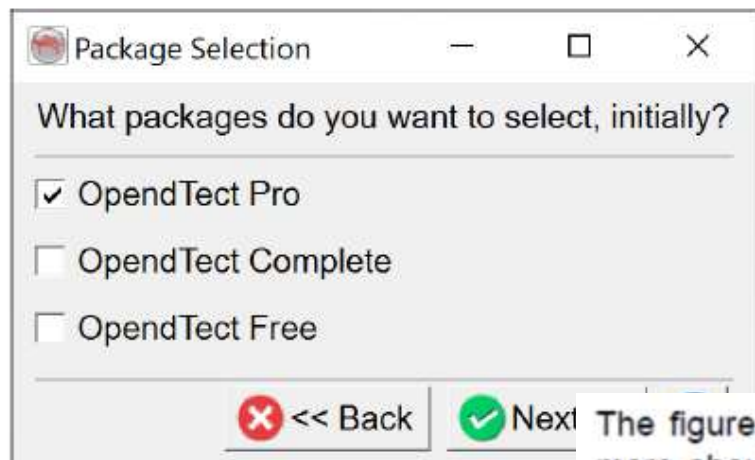 Package Selection
What packages do you want to select, initially?
OpendTect Pro
OpendTect Complete
OpendTect Free
<< Back
Next
The figure